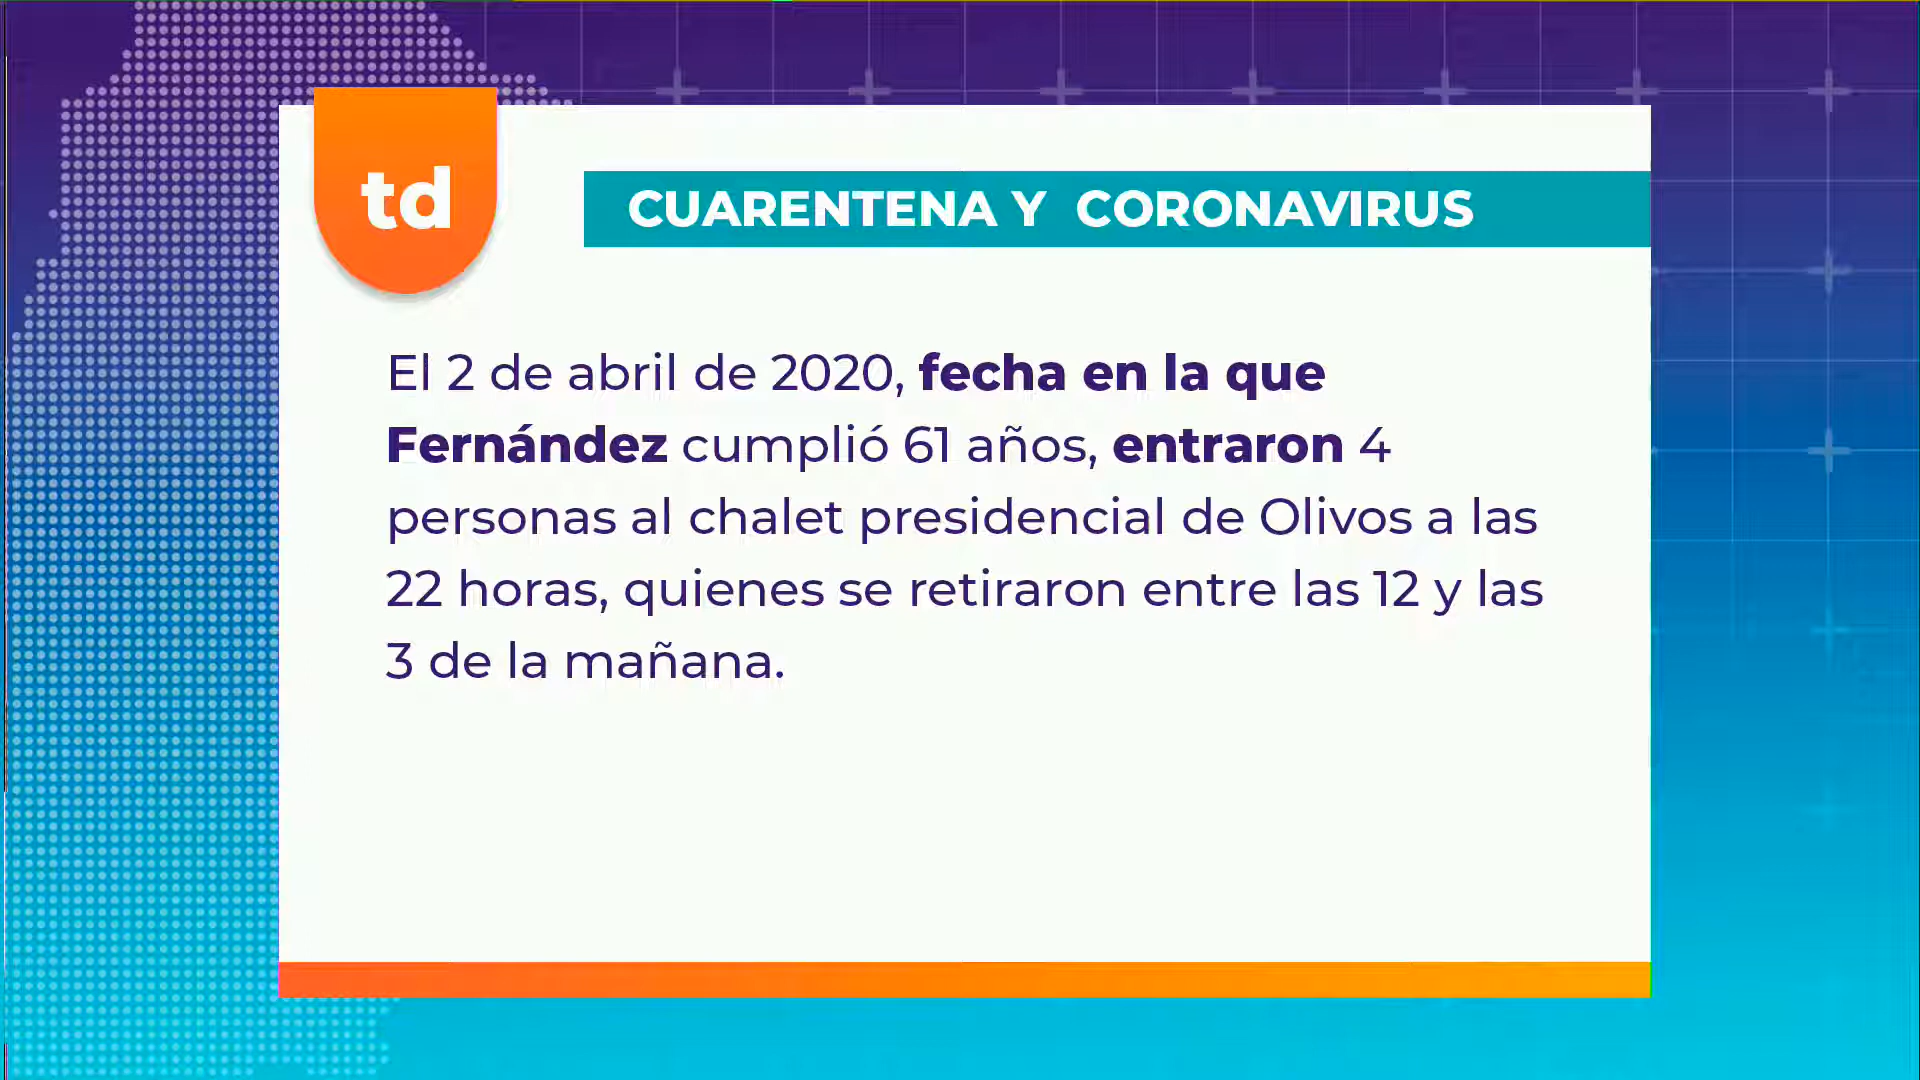 td
CUARENTENA Y CORONAVIRUS
El 2 de abril de 2020, fecha en la que
Fernández cumplió 61 años, entraron 4
personas al chalet presidencial de Olivos a las
22 horas, quienes se retiraron entre las 12 y las
3 de la mañana.